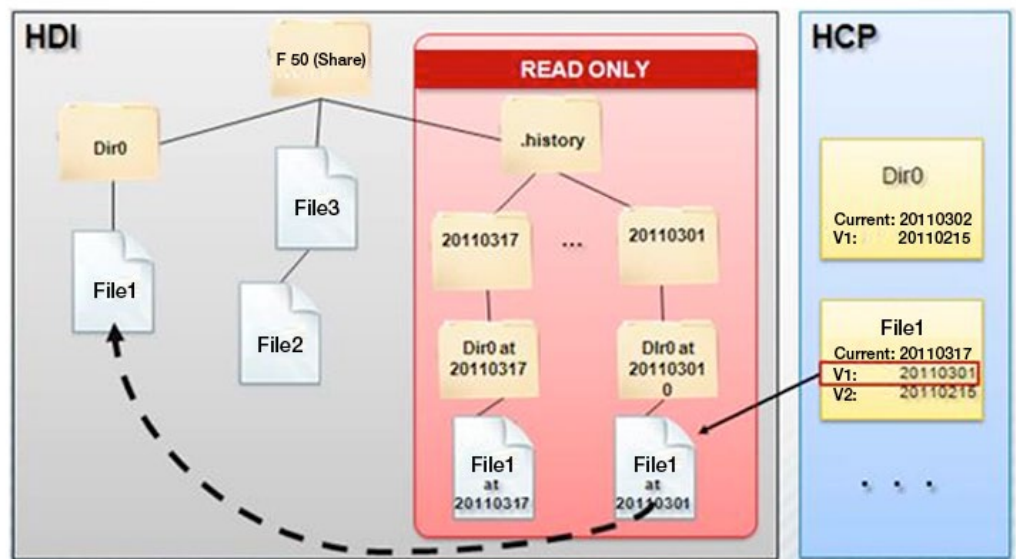 HDI
F 50 (Share)
READ ONLY
Dir0
.history
File3
20110317
...
20110301
File1
File2
Dir0 at
20110317
DIr0 at
20110301
0
File1
at
20110317
File1
at
20110301
HCP
Dir0
Current: 20110302
V1: 20110215
File1
Current: 20110317
V1: 20110301
V2: 20110215
. . .